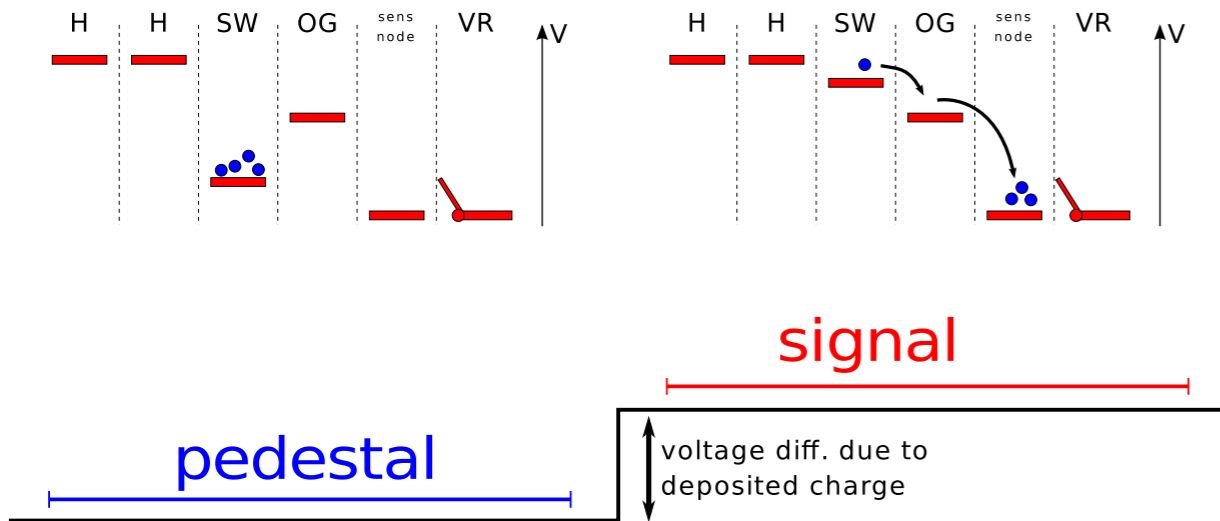 H H SW OG sens node VR V
H H SW OG sens node VR V
signal
pedestal
voltage diff. due to
deposited charge